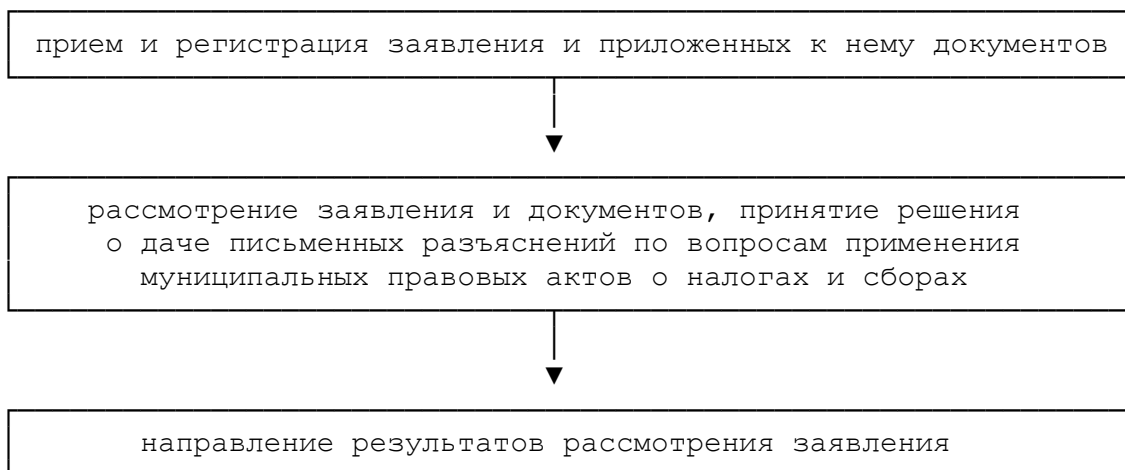 прием и регистрация заявления и приложенных к нему документов
рассмотрение заявления и документов, принятие решения
о даче письменных разъяснений по вопросам применения
муниципальных правовых актов о налогах и сборах
направление результатов рассмотрения заявления